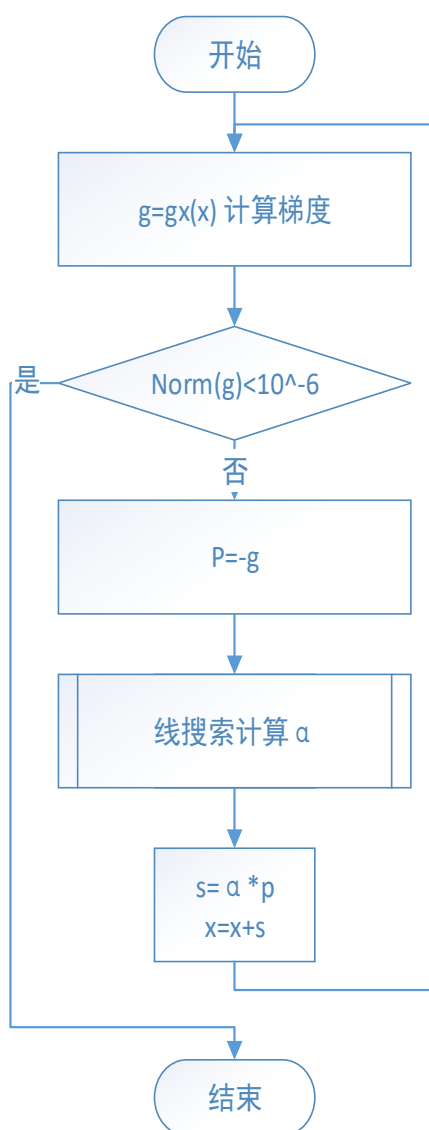 开始
g=gx(x) 计算梯度
是
Norm(g)<10^-6
否
P=-g
线搜索计算 α
s= α *p
x=x+s
结束